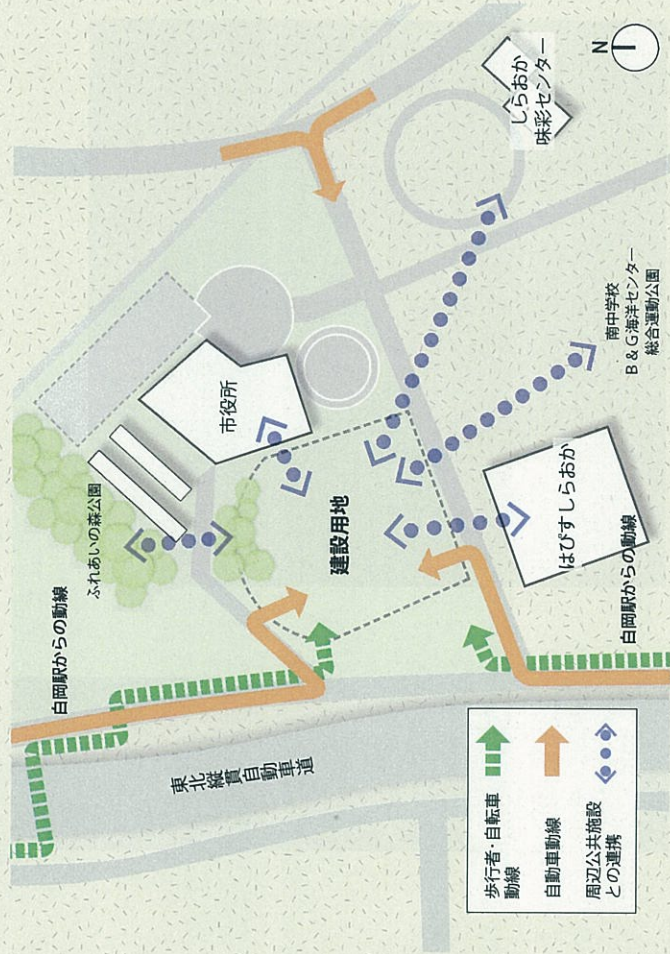 白岡駅からの動線
ふれあいの森公園
市役所
東北縦貫自動車道
建設用地
しらおか
味彩センター
N
南中学校
B&G海洋センター
総合運動公園
はぴすしらおか
白岡駅からの動線
歩行者・自転車
動線
自動車動線
周辺公共施設
との連携